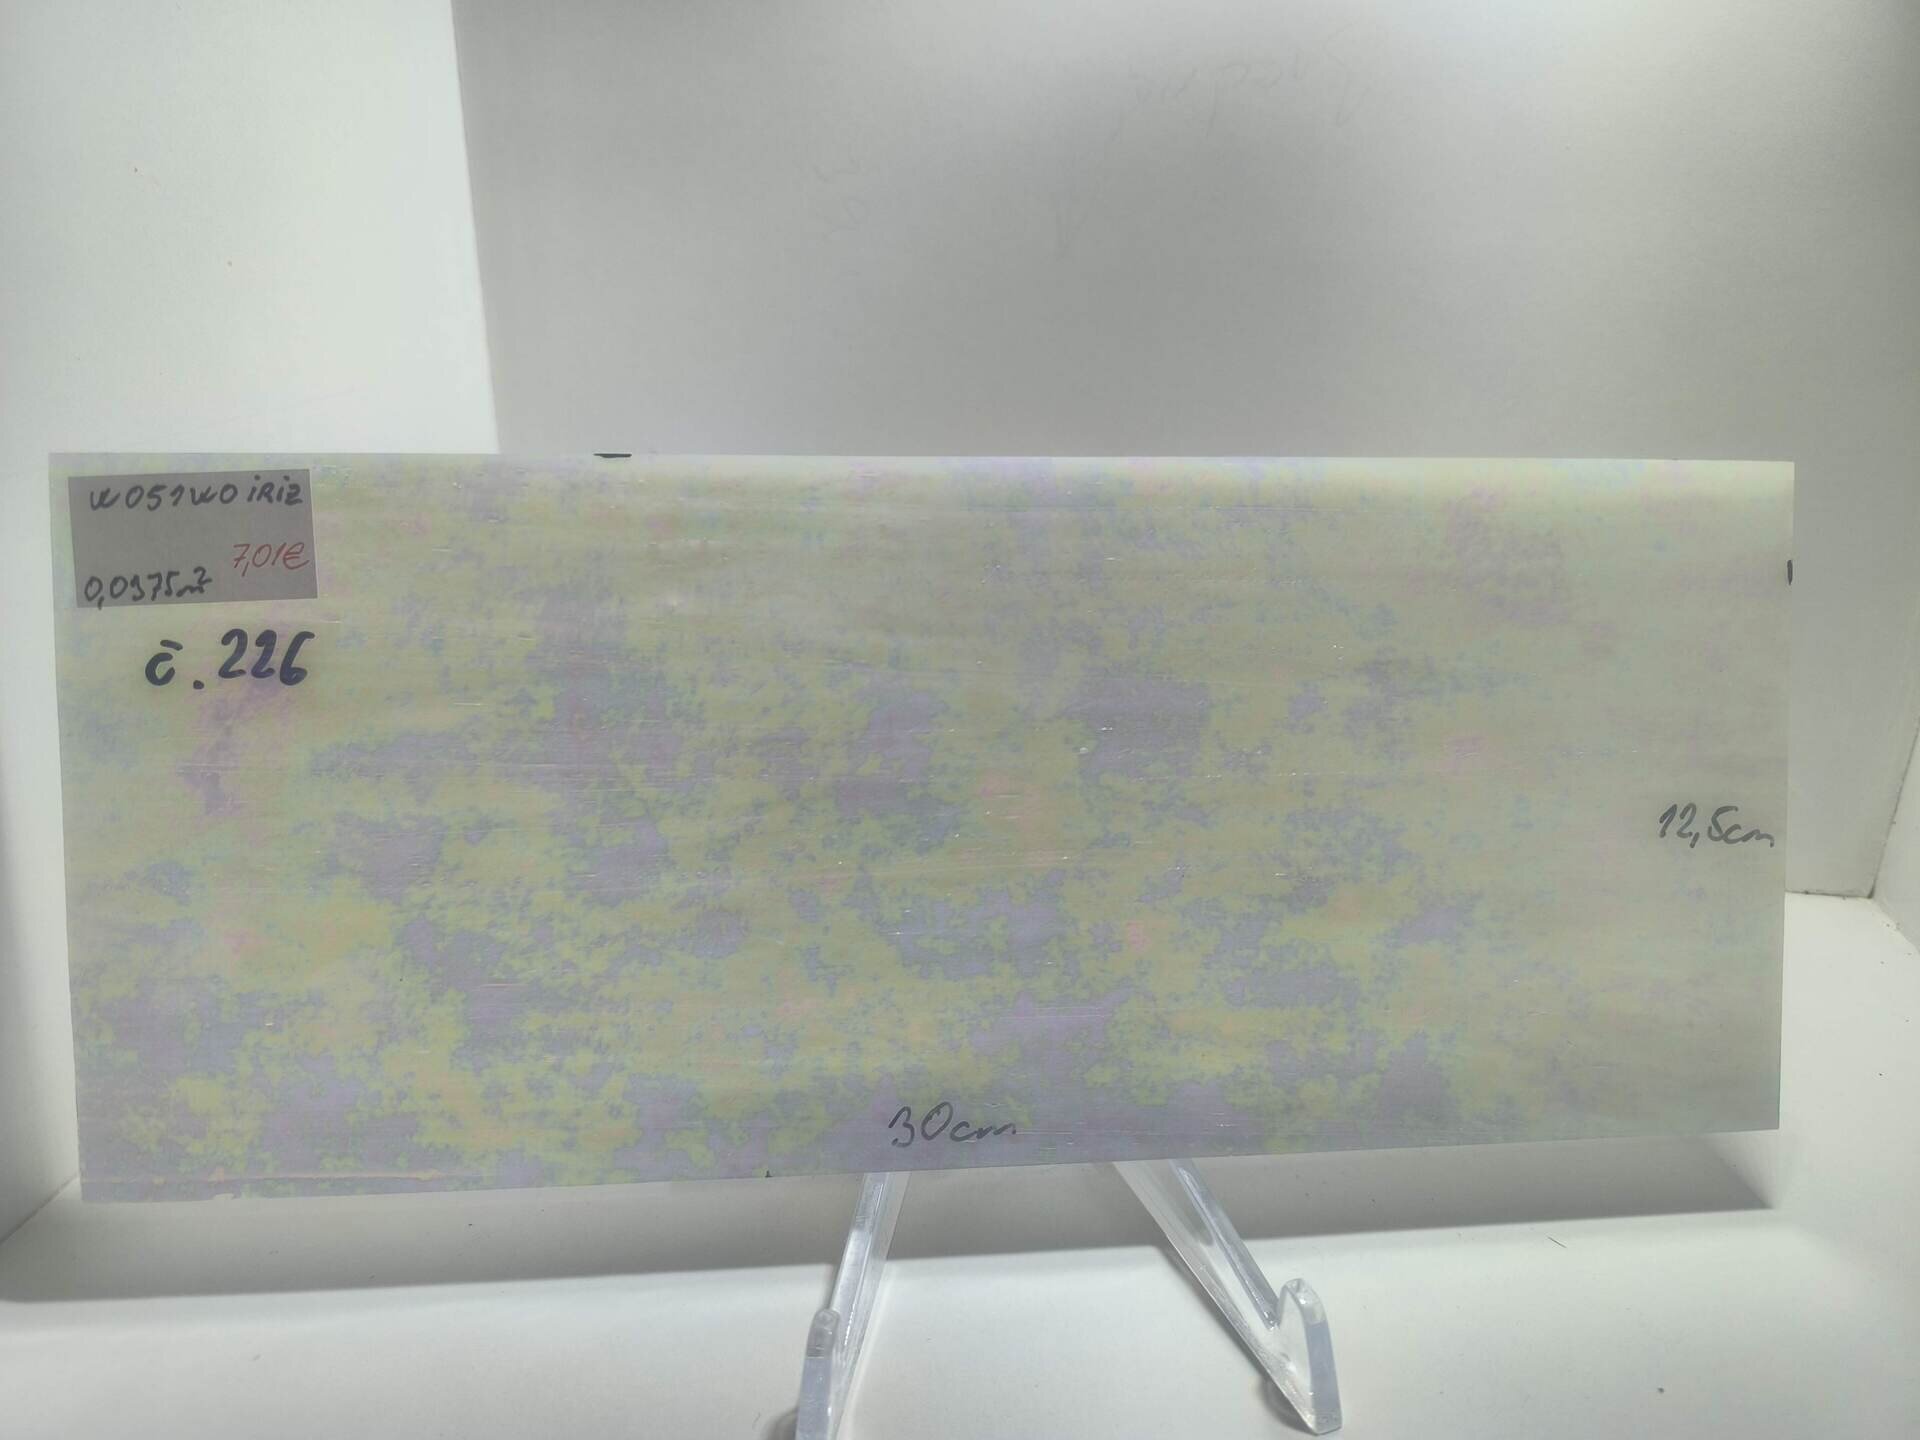 W051WO iRiZ
7,01€
0,0375m²
č.226
12,5cm
30cm